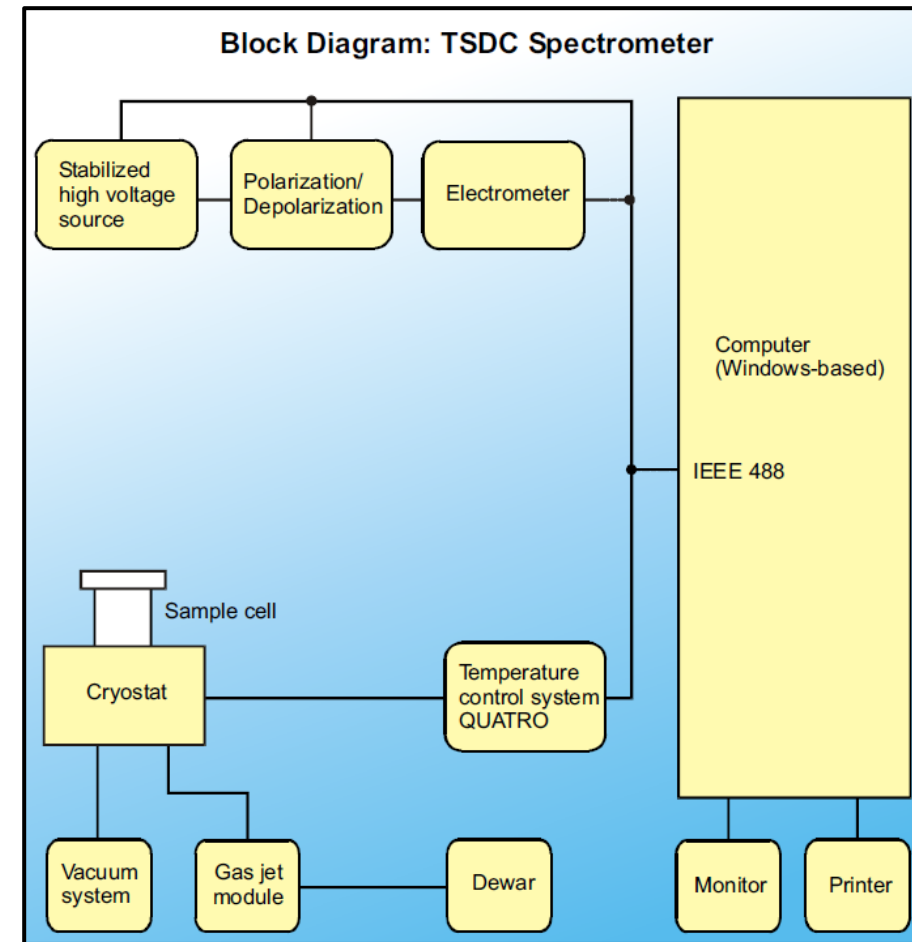 Block Diagram: TSDC Spectrometer
Stabilized
high voltage
source
Polarization/
Depolarization
Electrometer
Computer
(Windows-based)
IEEE 488
Sample cell
Cryostat
Temperature
control system
QUATRO
Vacuum
system
Gas jet
module
Dewar
Monitor
Printer